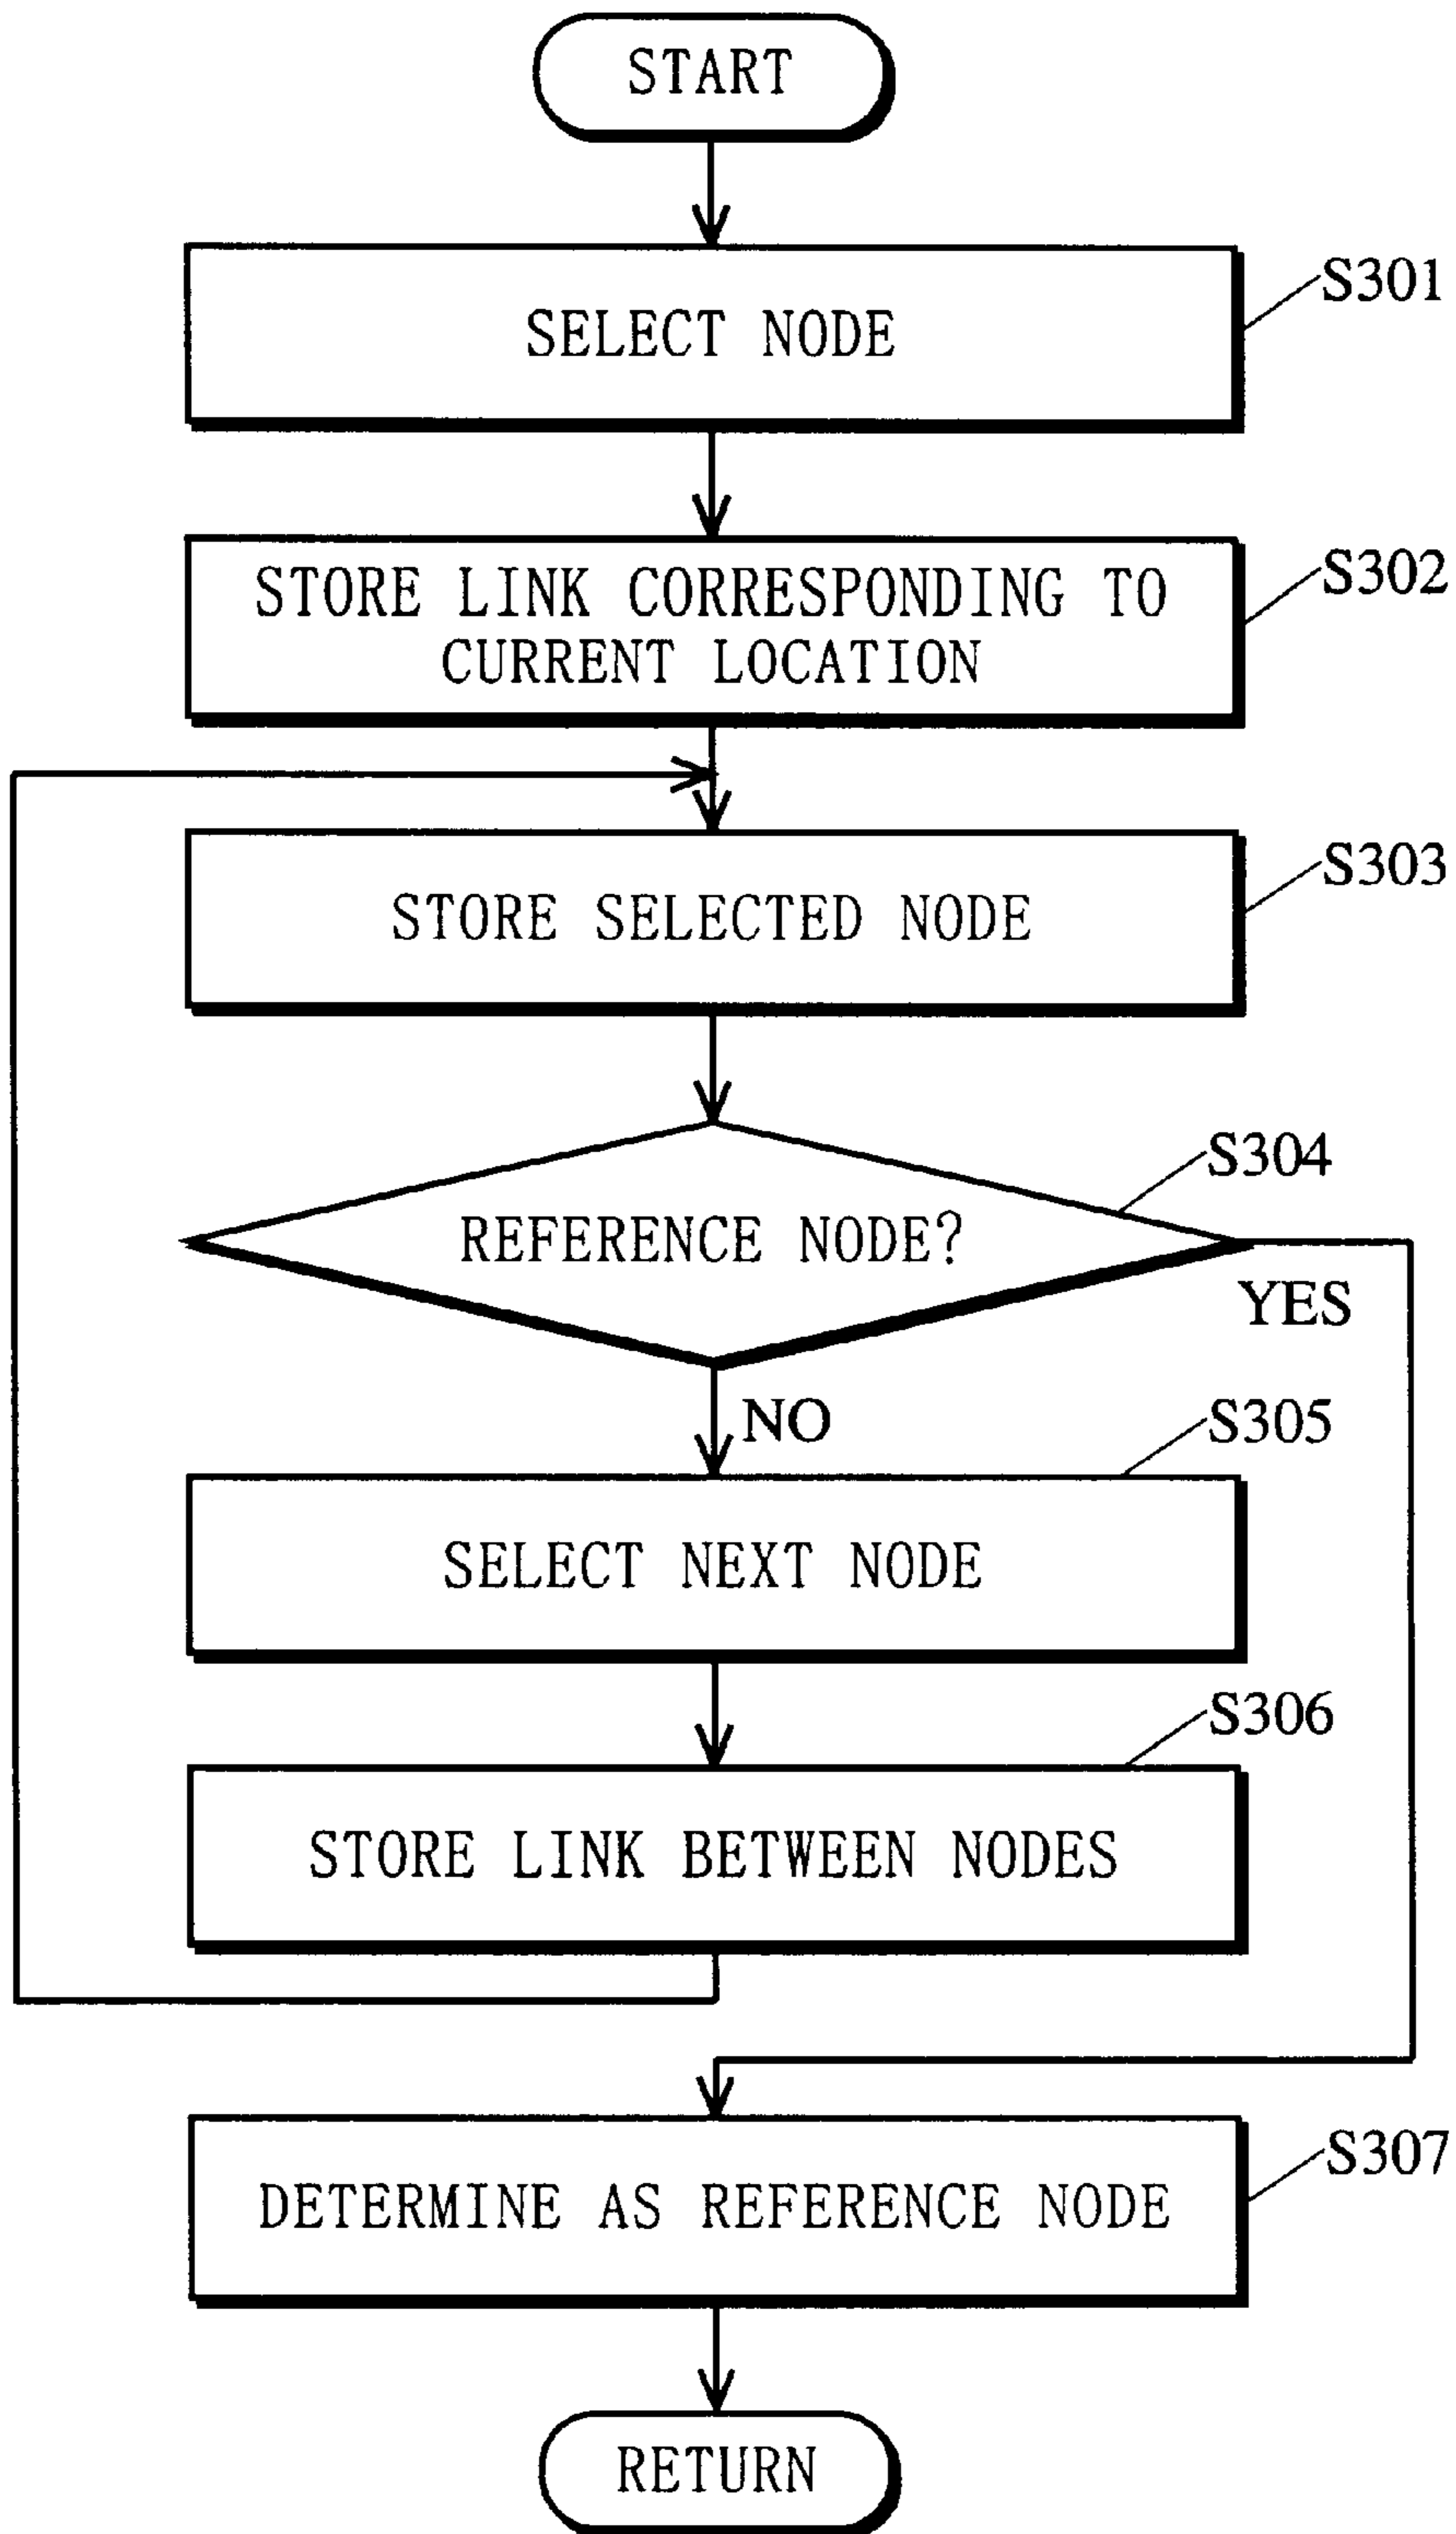 START
SELECT NODE
S301
STORE LINK CORRESPONDING TO
CURRENT LOCATION
S302
STORE SELECTED NODE
S303
REFERENCE NODE?
S304
YES
NO
SELECT NEXT NODE
S305
STORE LINK BETWEEN NODES
S306
DETERMINE AS REFERENCE NODE
S307
RETURN